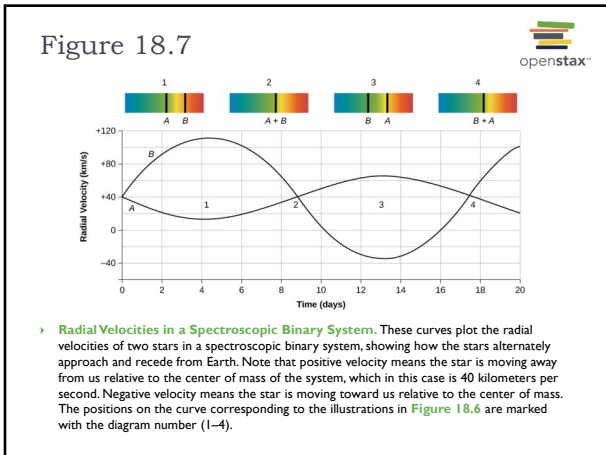 Figure 18.7
openstax™
1 2 3 4
A B A + B B A B + A
+120
+80
+40
0
−40
Radial Velocity (km/s)
B
A
1 2 3 4
0 2 4 6 8 10 12 14 16 18 20
Time (days)
Radial Velocities in a Spectroscopic Binary System. These curves plot the radial
velocities of two stars in a spectroscopic binary system, showing how the stars alternately
approach and recede from Earth. Note that positive velocity means the star is moving away
from us relative to the center of mass of the system, which in this case is 40 kilometers per
second. Negative velocity means the star is moving toward us relative to the center of mass.
The positions on the curve corresponding to the illustrations in Figure 18.6 are marked
with the diagram number (1–4).